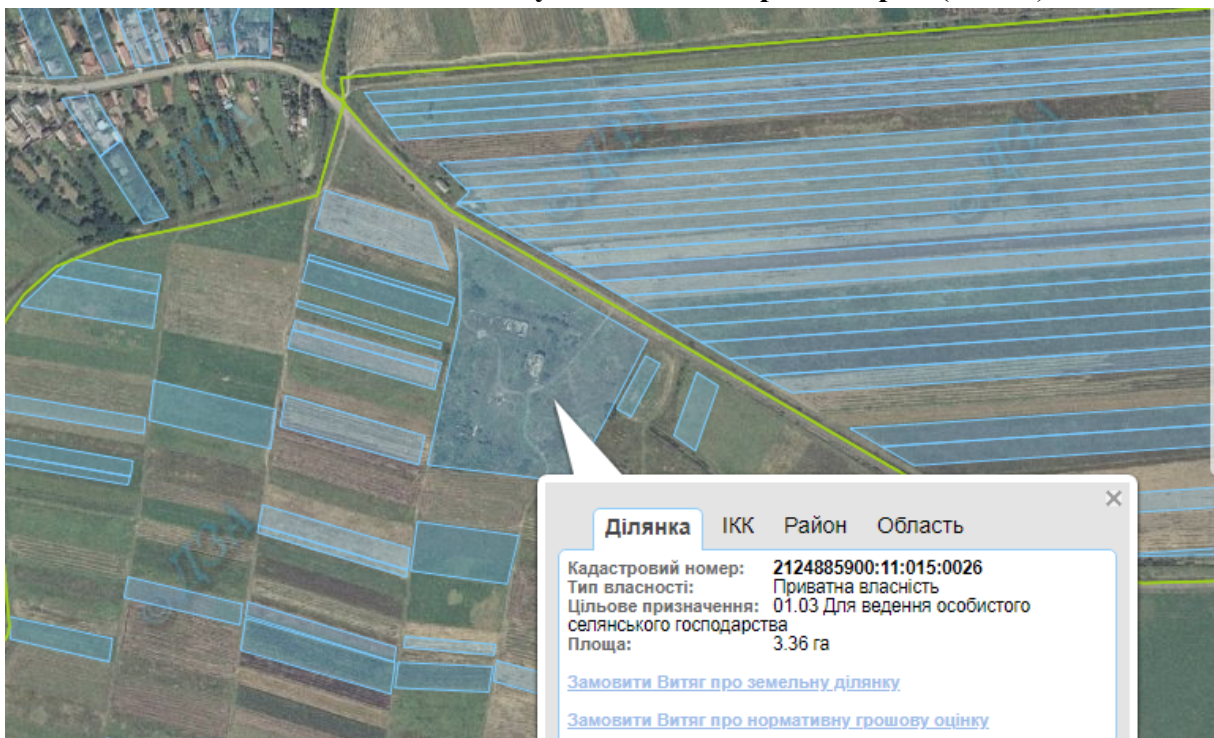 Ділянка ІКК Район Область
Кадастровий номер: 2124885900:11:015:0026
Тип власності: Приватна власність
Цільове призначення: 01.03 Для ведення особистого
селянського господарства
Площа: 3.36 га
Замовити Витяг про земельну ділянку
Замовити Витяг про нормативну грошову оцінку